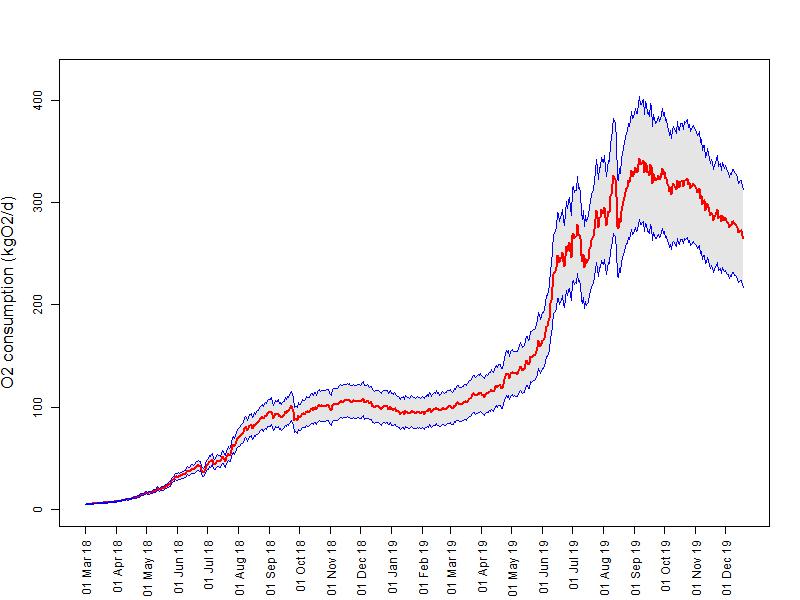 O2 consumption (kgO2/d)
400
300
200
100
0
01 Mar 18
01 Apr 18
01 May 18
01 Jun 18
01 Jul 18
01 Aug 18
01 Sep 18
01 Oct 18
01 Nov 18
01 Dec 18
01 Jan 19
01 Feb 19
01 Mar 19
01 Apr 19
01 May 19
01 Jun 19
01 Jul 19
01 Aug 19
01 Sep 19
01 Oct 19
01 Nov 19
01 Dec 19